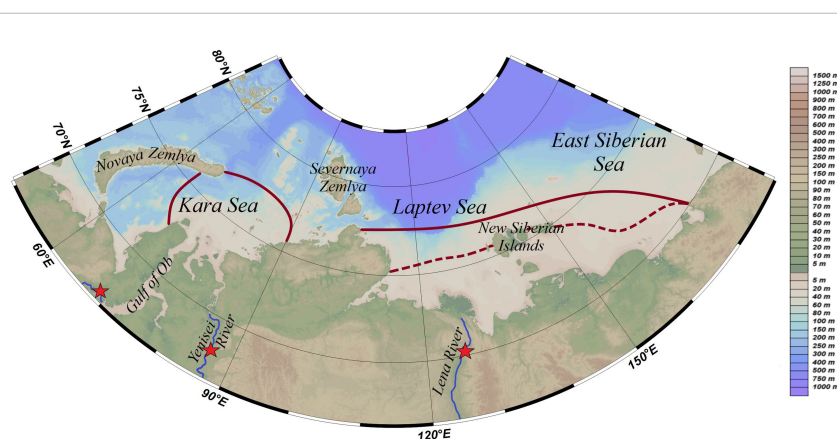 80°N
75°N
70°N
60°E
90°E
120°E
150°E
Novaya Zemlya
Severnaya
Zemlya
Kara Sea
Laptev Sea
East Siberian
Sea
New Siberian
Islands
Gulf of Ob
Yenisei
River
Lena River
1500 m
1250 m
1000 m
900 m
800 m
700 m
600 m
500 m
400 m
300 m
200 m
150 m
100 m
90 m
80 m
70 m
60 m
50 m
40 m
30 m
20 m
10 m
5 m
5 m
20 m
40 m
60 m
80 m
100 m
150 m
200 m
250 m
300 m
400 m
500 m
750 m
1000 m